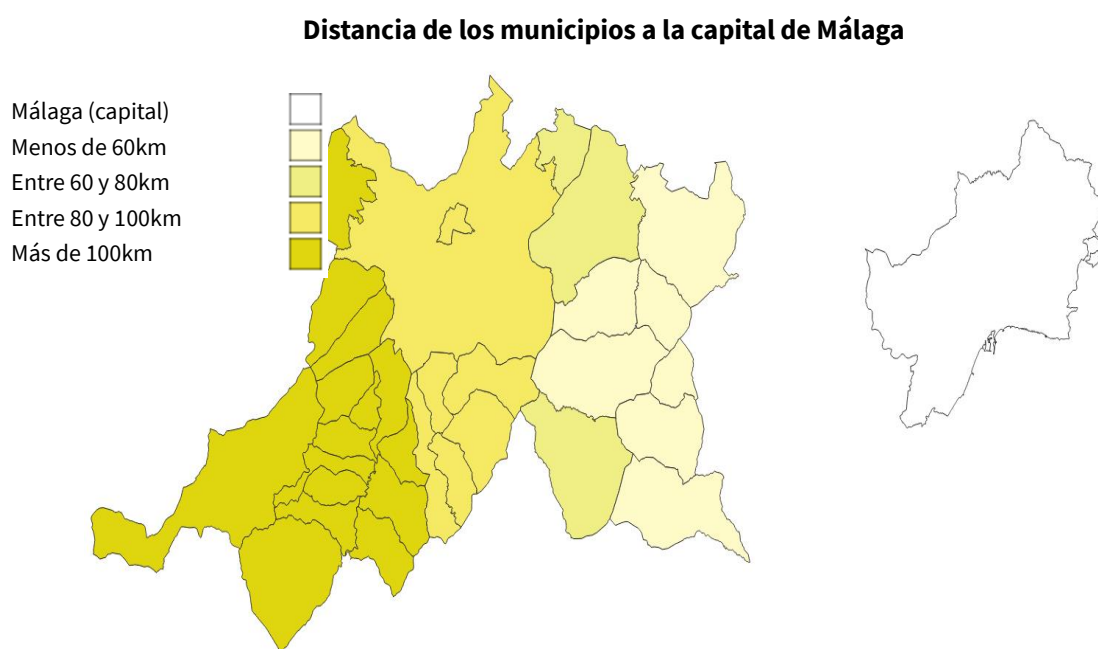 Distancia de los municipios a la capital de Málaga
Málaga (capital)
Menos de 60km
Entre 60 y 80km
Entre 80 y 100km
Más de 100km